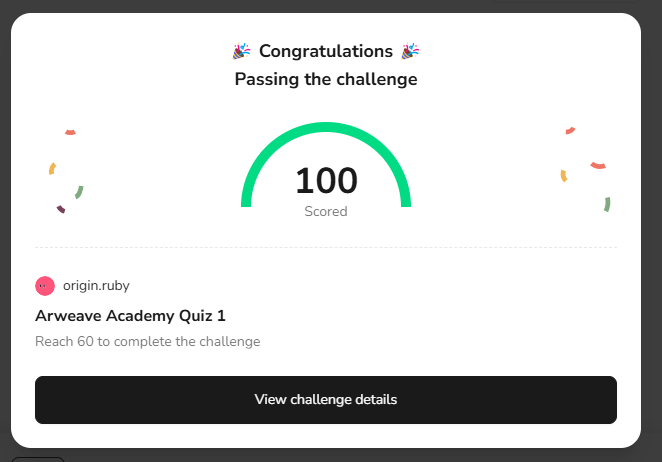 🎉 Congratulations 🎉
Passing the challenge
100
Scored
origin.ruby
Arweave Academy Quiz 1
Reach 60 to complete the challenge
View challenge details